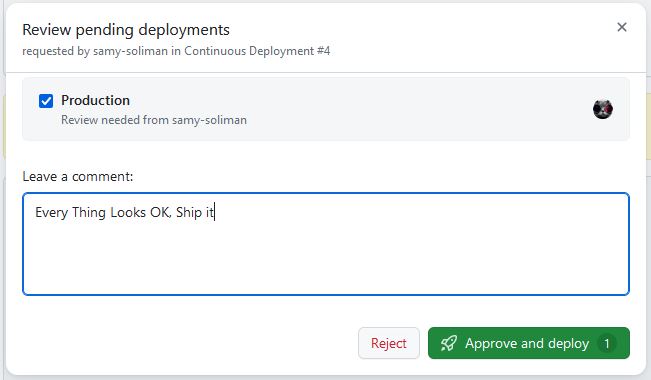 Review pending deployments
requested by samy-soliman in Continuous Deployment #4
Production
Review needed from samy-soliman
Leave a comment:
Every Thing Looks OK, Ship it
Reject
Approve and deploy 1